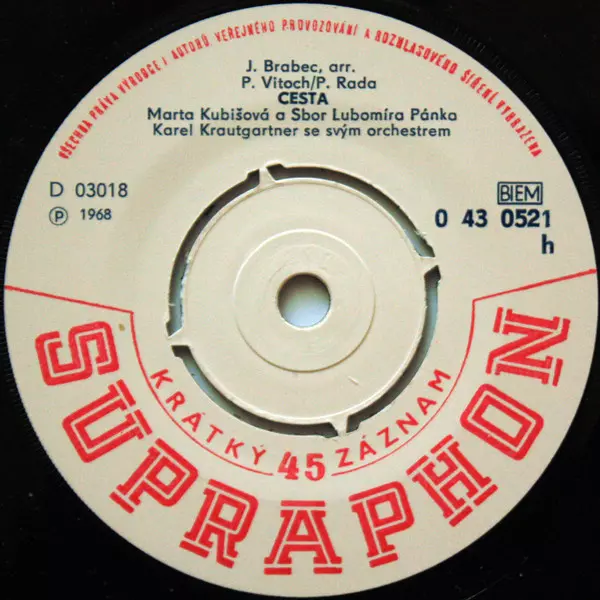 VŠECHNA PRÁVA VÝROBCE I AUTORŮ VEŘEJNÉHO PROVOZOVÁNÍ A ROZHLASOVÉHO ŠÍŘENÍ VYHRAŽENA
J. Brabec, arr.
P. Vitoch/P. Rada
CESTA
Marta Kubišová a Sbor Lubomíra Pánka
Karel Krautgartner se svým orchestrem
D 03018
℗ 1968
BIEM
0 43 0521
h
KRÁTKÝ 45 ZÁZNAM
SUPRAPHON